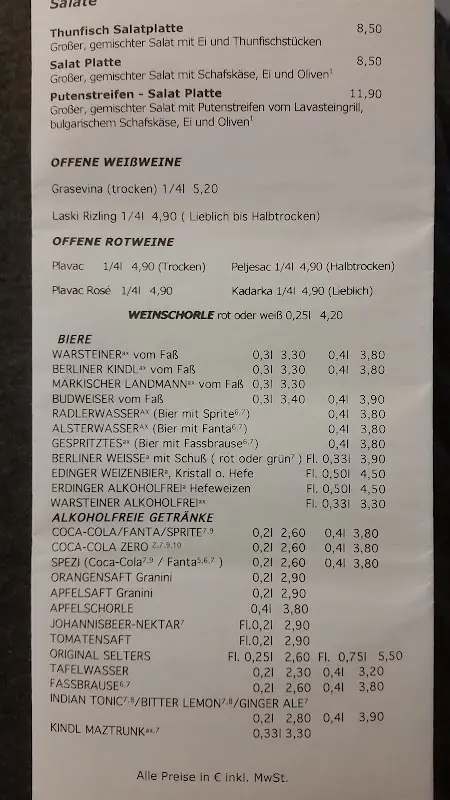 Salate
Thunfisch Salatplatte 8,50
Großer, gemischter Salat mit Ei und Thunfischstücken
Salat Platte 8,50
Großer, gemischter Salat mit Schafskäse, Ei und Oliven¹
Putenstreifen - Salat Platte 11,90
Großer, gemischter Salat mit Putenstreifen vom Lavasteingrill,
bulgarischem Schafskäse, Ei und Oliven¹
OFFENE WEIßWEINE
Grasevina (trocken) 1/4l 5,20
Laski Rizling 1/4l 4,90 ( Lieblich bis Halbtrocken)
OFFENE ROTWEINE
Plavac 1/4l 4,90 (Trocken) Peljesac 1/4l 4,90 (Halbtrocken)
Plavac Rosé 1/4l 4,90 Kadarka 1/4l 4,90 (Lieblich)
WEINSCHORLE rot oder weiß 0,25l 4,20
BIERE
WARSTEINERᵃˣ vom Faß 0,3l 3,30 0,4l 3,80
BERLINER KINDLᵃˣ vom Faß 0,3l 3,30 0,4l 3,80
MÄRKISCHER LANDMANNᵃˣ vom Faß 0,3l 3,30
BUDWEISER vom Faß 0,3l 3,40 0,4l 3,90
RADLERWASSERᴬˣ (Bier mit Sprite⁶·⁷) 0,4l 3,80
ALSTERWASSERᴬˣ (Bier mit Fanta⁶·⁷) 0,4l 3,80
GESPRITZTESᵃˣ (Bier mit Fassbrause⁶·⁷) 0,4l 3,80
BERLINER WEISSEᵃ mit Schuß ( rot oder grün⁷ ) Fl. 0,33l 3,90
EDINGER WEIZENBIERᵃ, Kristall o. Hefe Fl. 0,50l 4,50
ERDINGER ALKOHOLFREIᵃ Hefeweizen Fl. 0,50l 4,50
WARSTEINER ALKOHOLFREIᵃˣ Fl. 0,33l 3,30
ALKOHOLFREIE GETRÄNKE
COCA-COLA/FANTA/SPRITE⁷·⁹ 0,2l 2,60 0,4l 3,80
COCA-COLA ZERO ²·⁷·⁹·¹⁰ 0,2l 2,60 0,4l 3,80
SPEZI (Coca-Cola⁷·⁹ / Fanta⁵·⁶·⁷ ) 0,2l 2,60 0,4l 3,80
ORANGENSAFT Granini 0,2l 2,90
APFELSAFT Granini 0,2l 2,90
APFELSCHORLE 0,4l 3,80
JOHANNISBEER-NEKTAR⁷ Fl.0,2l 2,90
TOMATENSAFT Fl.0,2l 2,90
ORIGINAL SELTERS Fl. 0,25l 2,60 Fl. 0,75l 5,50
TAFELWASSER 0,2l 2,30 0,4l 3,20
FASSBRAUSE⁶·⁷ 0,2l 2,60 0,4l 3,80
INDIAN TONIC⁷·⁸/BITTER LEMON⁷·⁸/GINGER ALE⁷
0,2l 2,80 0,4l 3,90
KINDL MAZTRUNKᵃˣ·⁷ 0,33l 3,30
Alle Preise in € inkl. MwSt.